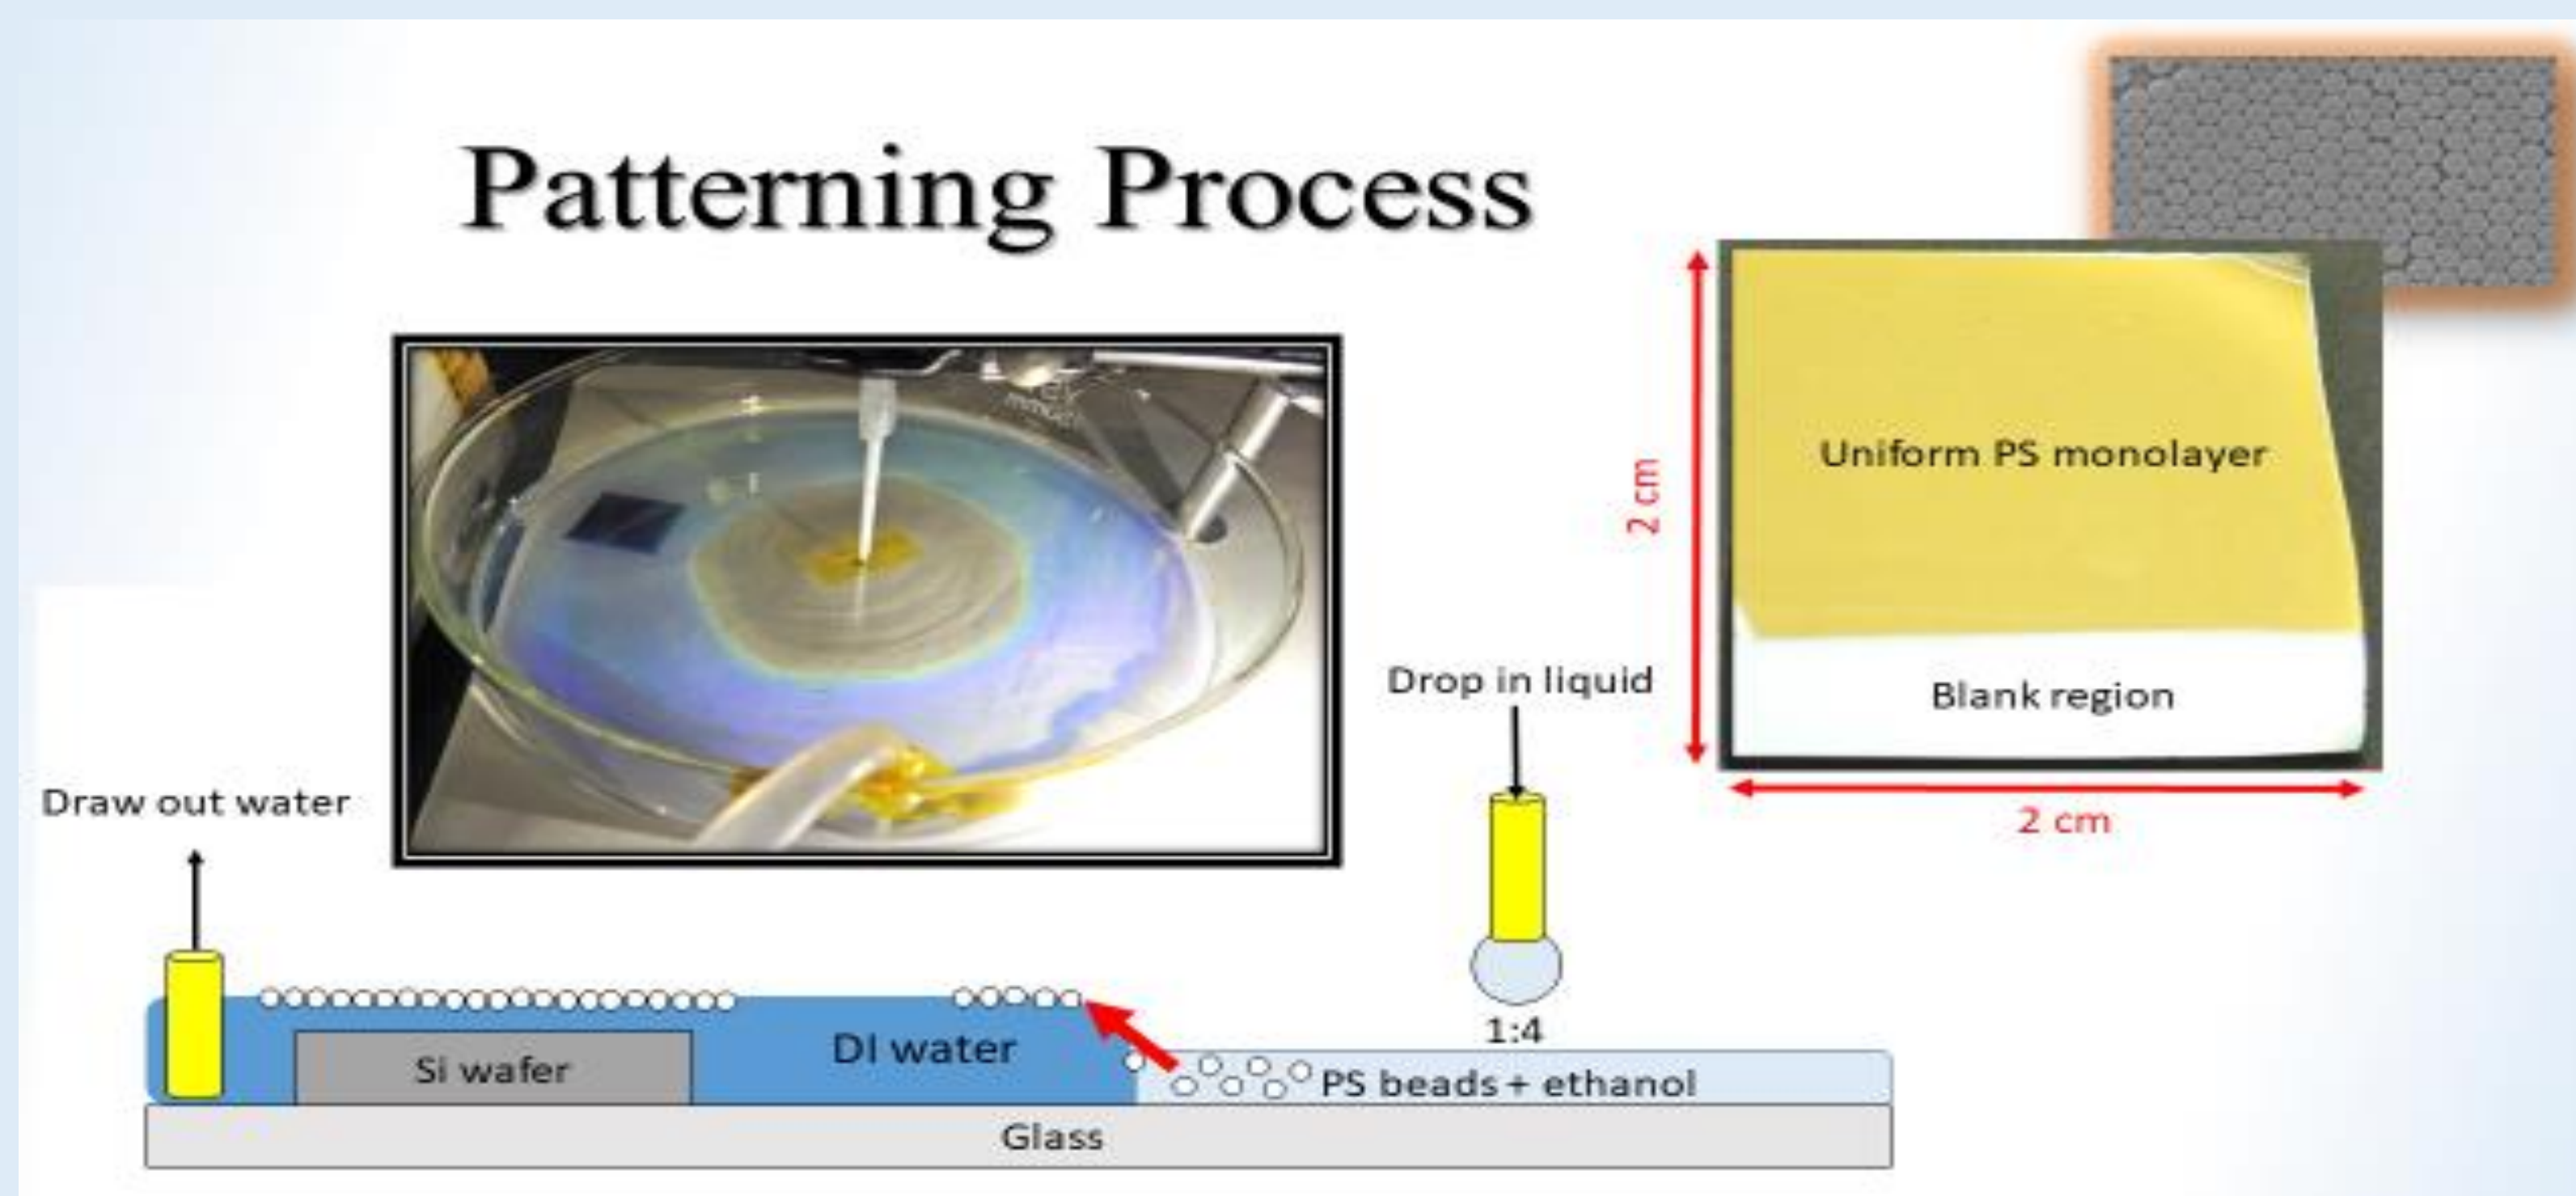 Patterning Process
Uniform PS monolayer
2 cm
Blank region
2 cm
Drop in liquid
Draw out water
1:4
DI water
Si wafer
PS beads + ethanol
Glass